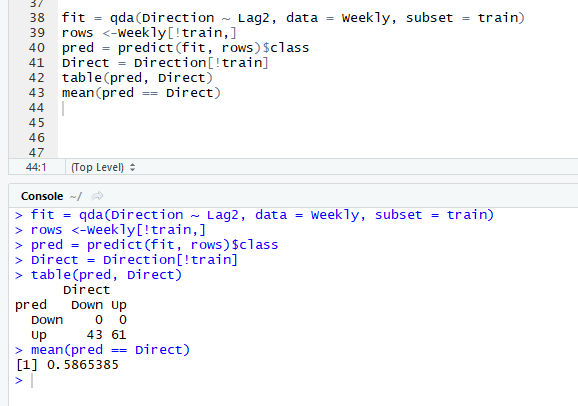 37
38 fit = qda(Direction ~ Lag2, data = Weekly, subset = train)
39 rows <-Weekly[!train,]
40 pred = predict(fit, rows)$class
41 Direct = Direction[!train]
42 table(pred, Direct)
43 mean(pred == Direct)
44
45
46
47
44:1 (Top Level)
Console ~/
> fit = qda(Direction ~ Lag2, data = Weekly, subset = train)
> rows <-Weekly[!train,]
> pred = predict(fit, rows)$class
> Direct = Direction[!train]
> table(pred, Direct)
Direct
pred Down Up
Down 0 0
Up 43 61
> mean(pred == Direct)
[1] 0.5865385
>